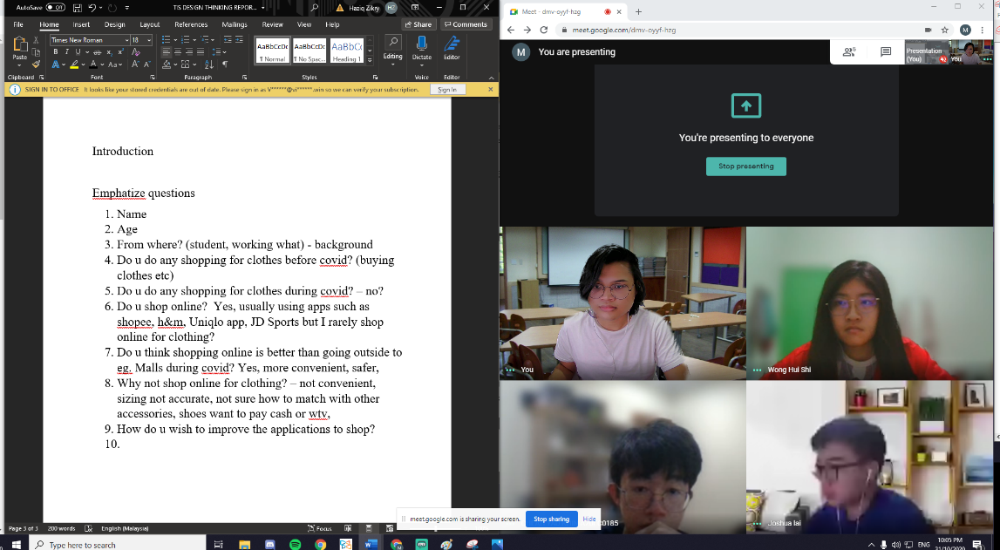 AutoSave Off
TIS DESIGN THINKING REPOR...
Haziq Zikry HZ
File Home Insert Draw Design Layout References Mailings Review View Help Share Comments
Times New Roman 18
Paste
AaBbCcDc AaBbCcDc AaBbCc
¶ Normal ¶ No Spac... Heading 1
Editing Dictate Editor
Clipboard Font Paragraph Styles Voice Editor
SIGN IN TO OFFICE It looks like your stored credentials are out of date. Please sign in as V******@vi******.win so we can verify your subscription. Sign In
Introduction
Emphatize questions
1. Name
2. Age
3. From where? (student, working what) - background
4. Do u do any shopping for clothes before covid? (buying
clothes etc)
5. Do u do any shopping for clothes during covid? – no?
6. Do u shop online? Yes, usually using apps such as
shopee, h&m, Uniqlo app, JD Sports but I rarely shop
online for clothing?
7. Do u think shopping online is better than going outside to
eg. Malls during covid? Yes, more convenient, safer,
8. Why not shop online for clothing? – not convenient,
sizing not accurate, not sure how to match with other
accessories, shoes want to pay cash or wtv,
9. How do u wish to improve the applications to shop?
10.
Page 3 of 3 200 words English (Malaysia) Focus
Type here to search
Meet - dmv-oyyf-hzg
meet.google.com/dmv-oyyf-hzg
M
M You are presenting
5
Presentation
(You)
You
You're presenting to everyone
Stop presenting
You
Wong Hui Shi
0185
Joshua lai
meet.google.com is sharing your screen. Stop sharing Hide
ENG
10:05 PM
21/10/2020